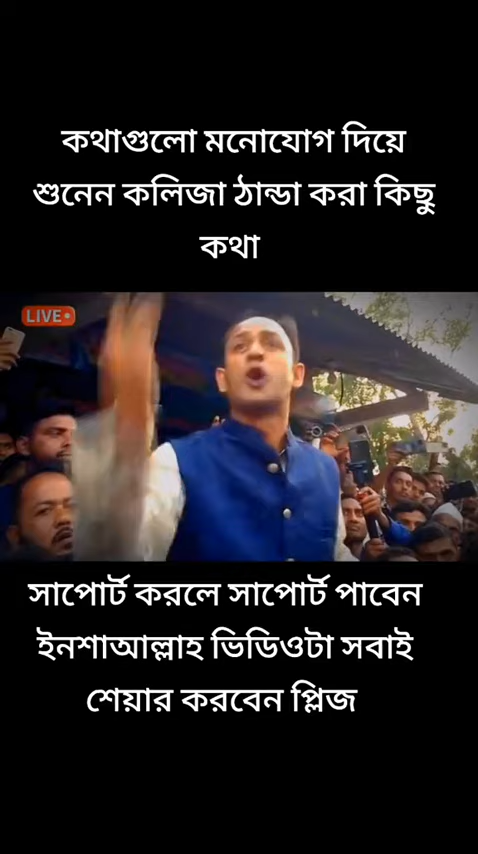 কথাগুলো মনোযোগ দিয়ে
শুনেন কলিজা ঠান্ডা করা কিছু
কথা
LIVE
সাপোর্ট করলে সাপোর্ট পাবেন
ইনশাআল্লাহ ভিডিওটা সবাই
শেয়ার করবেন প্লিজ